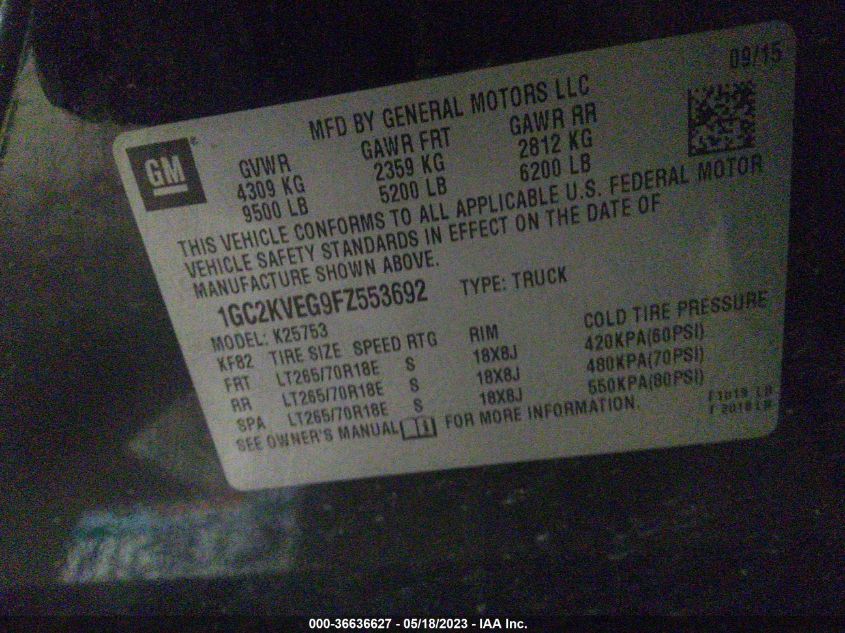 09/15
MFD BY GENERAL MOTORS LLC
GM
GVWR GAWR FRT GAWR RR
4309 KG 2359 KG 2812 KG
9500 LB 5200 LB 6200 LB
THIS VEHICLE CONFORMS TO ALL APPLICABLE U.S. FEDERAL MOTOR
VEHICLE SAFETY STANDARDS IN EFFECT ON THE DATE OF
MANUFACTURE SHOWN ABOVE.
1GC2KVEG9FZ553692 TYPE: TRUCK
MODEL: K25753
KF82 TIRE SIZE SPEED RTG RIM COLD TIRE PRESSURE
FRT LT265/70R18E S 18X8J 420KPA(60PSI)
RR LT265/70R18E S 18X8J 480KPA(70PSI)
SPA LT265/70R18E S 18X8J 550KPA(80PSI)
SEE OWNER'S MANUAL FOR MORE INFORMATION.
000-36636627 - 05/18/2023 - IAA Inc.